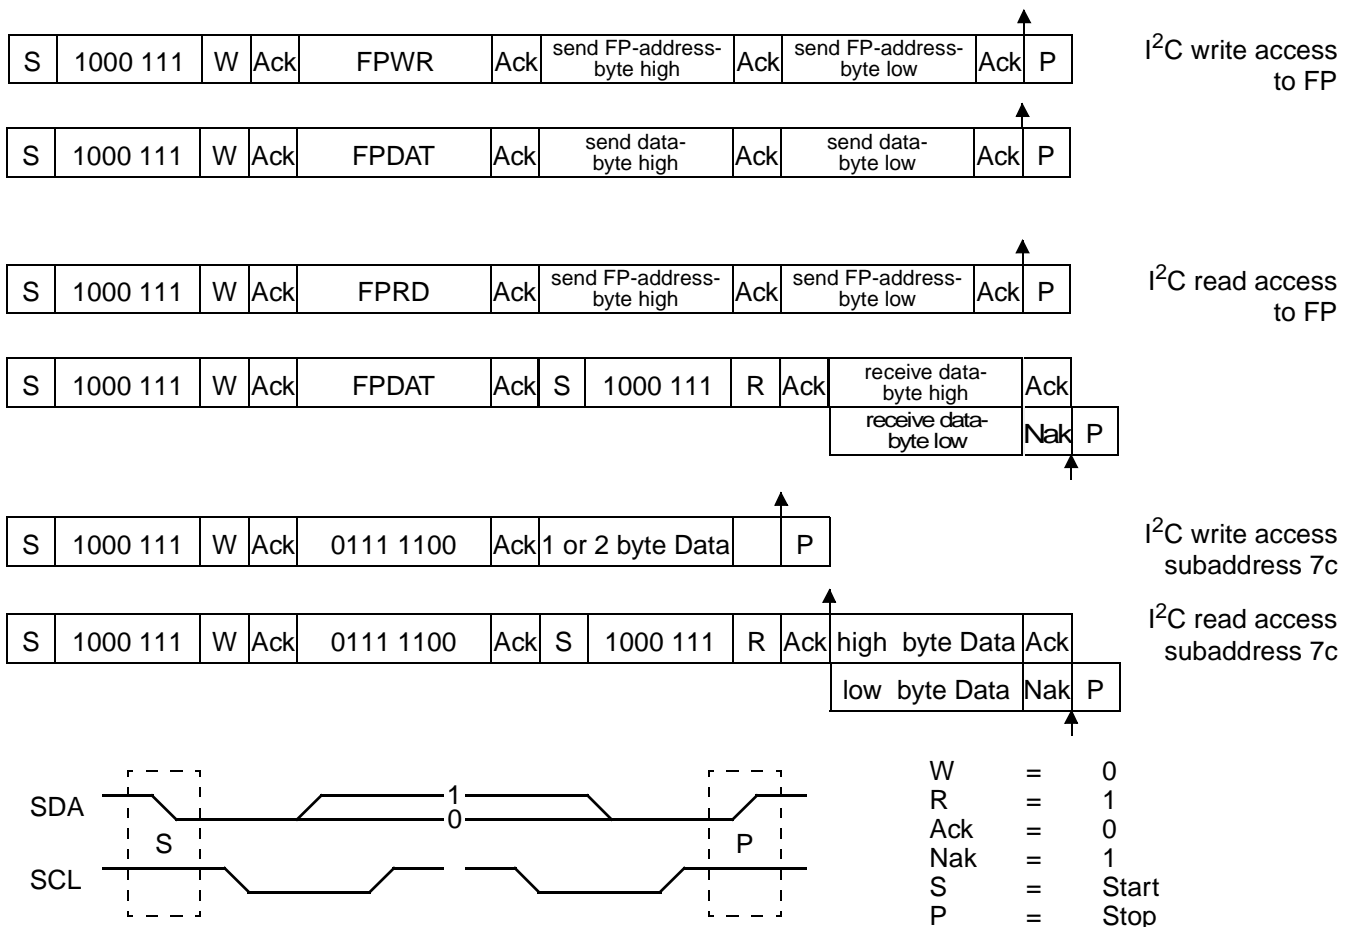 S 1000 111 W Ack FPWR Ack send FP-address-byte high Ack send FP-address-byte low Ack P
I²C write access
to FP
S 1000 111 W Ack FPDAT Ack send data-byte high Ack send data-byte low Ack P
S 1000 111 W Ack FPRD Ack send FP-address-byte high Ack send FP-address-byte low Ack P
I²C read access
to FP
S 1000 111 W Ack FPDAT Ack S 1000 111 R Ack receive data-byte high Ack
receive data-byte low Nak P
S 1000 111 W Ack 0111 1100 Ack 1 or 2 byte Data P
I²C write access
subaddress 7c
S 1000 111 W Ack 0111 1100 Ack S 1000 111 R Ack high byte Data Ack
I²C read access
subaddress 7c
low byte Data Nak P
SDA 1
0
S P
SCL
W = 0
R = 1
Ack = 0
Nak = 1
S = Start
P = Stop